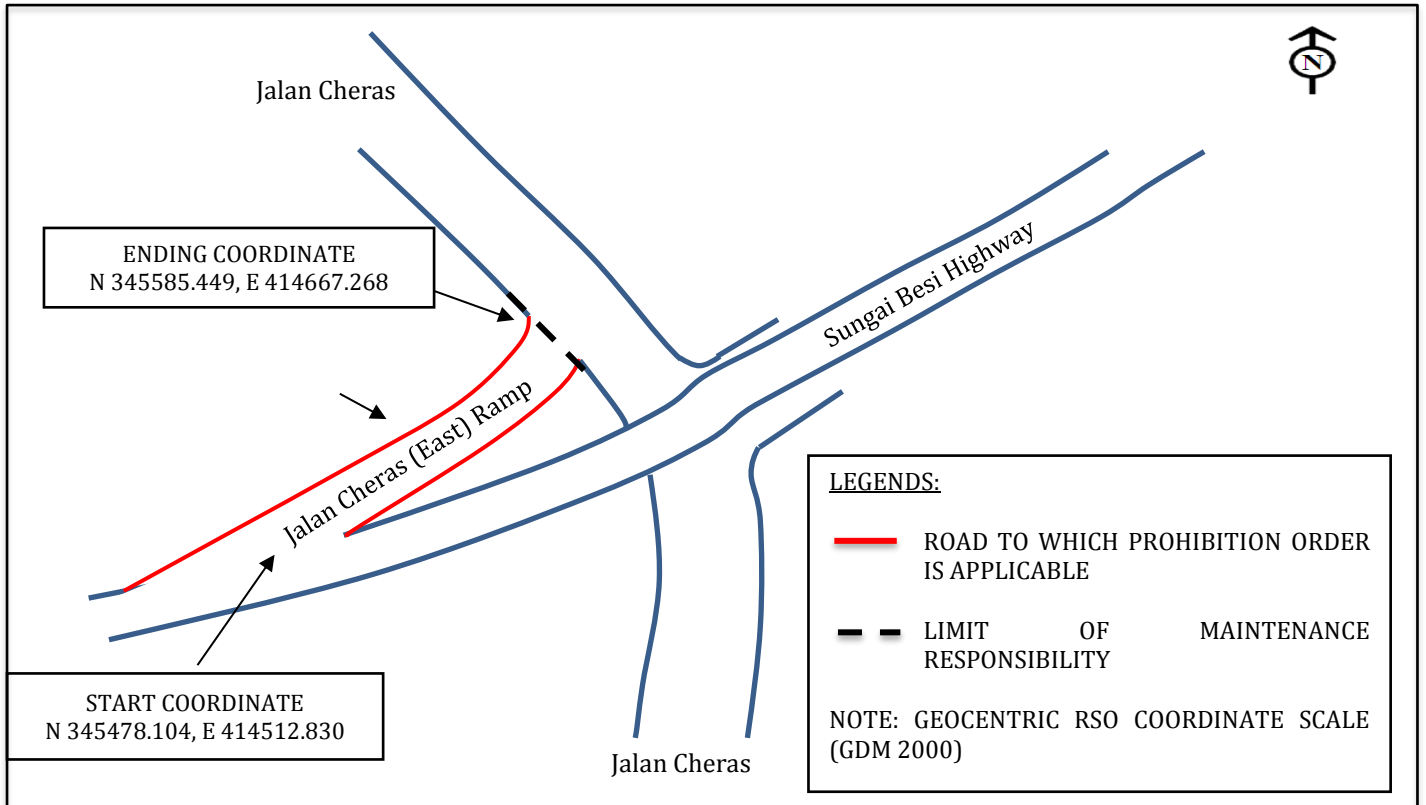 Jalan Cheras
N
ENDING COORDINATE
N 345585.449, E 414667.268
Sungai Besi Highway
Jalan Cheras (East) Ramp
START COORDINATE
N 345478.104, E 414512.830
Jalan Cheras
LEGENDS:
ROAD TO WHICH PROHIBITION ORDER
IS APPLICABLE
LIMIT OF MAINTENANCE
RESPONSIBILITY
NOTE: GEOCENTRIC RSO COORDINATE SCALE
(GDM 2000)